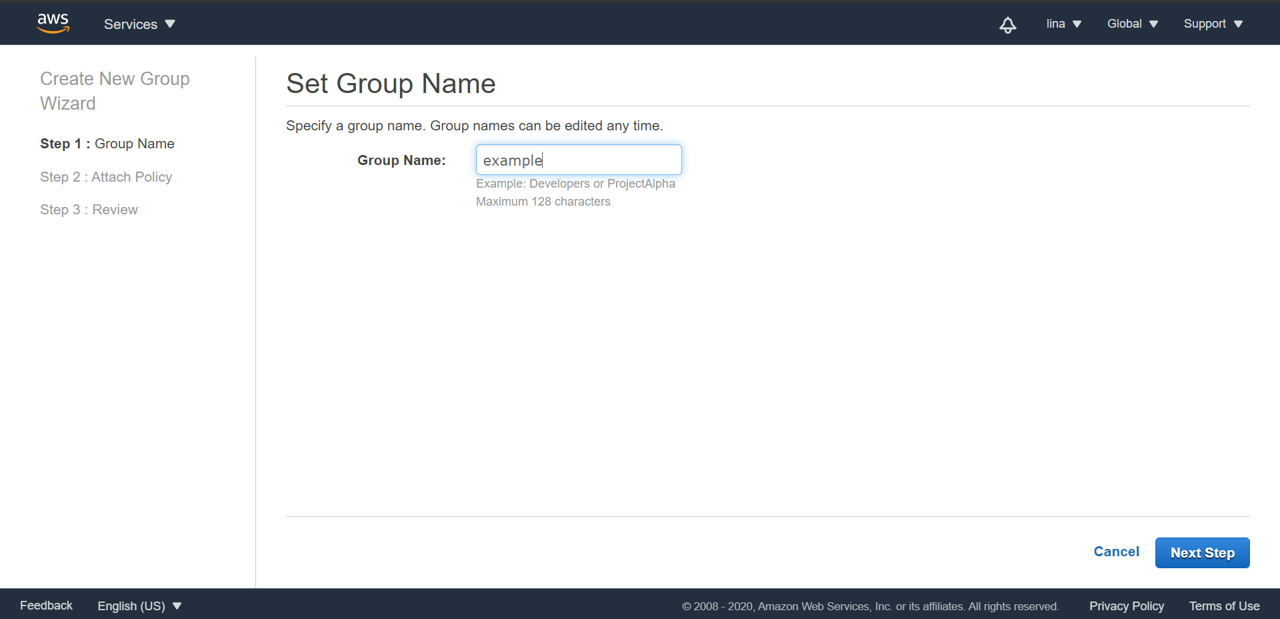 aws Services lina Global Support
Create New Group
Wizard
Step 1 : Group Name
Step 2 : Attach Policy
Step 3 : Review
Set Group Name
Specify a group name. Group names can be edited any time.
Group Name: example
Example: Developers or ProjectAlpha
Maximum 128 characters
Cancel Next Step
Feedback English (US) © 2008 - 2020, Amazon Web Services, Inc. or its affiliates. All rights reserved. Privacy Policy Terms of Use